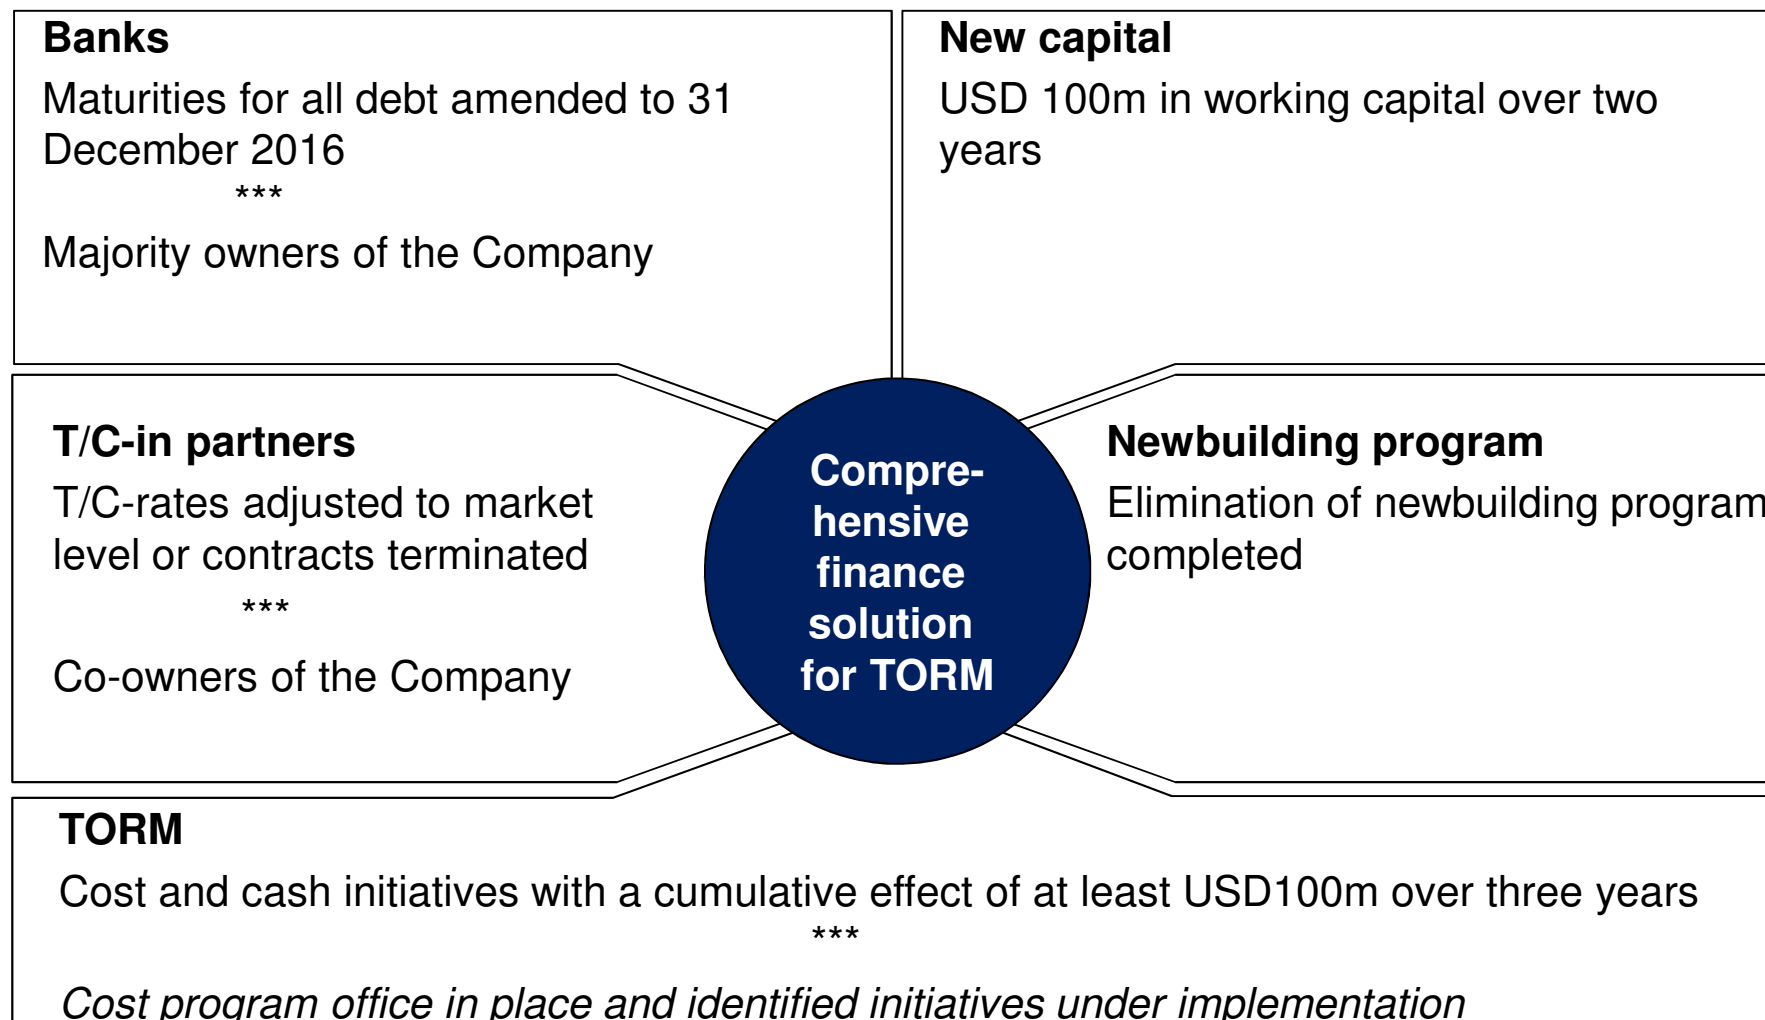 Banks
Maturities for all debt amended to 31
December 2016
***
Majority owners of the Company
New capital
USD 100m in working capital over two
years
T/C-in partners
T/C-rates adjusted to market
level or contracts terminated
***
Co-owners of the Company
Compre-
hensive
finance
solution
for TORM
Newbuilding program
Elimination of newbuilding program
completed
TORM
Cost and cash initiatives with a cumulative effect of at least USD100m over three years
***
Cost program office in place and identified initiatives under implementation